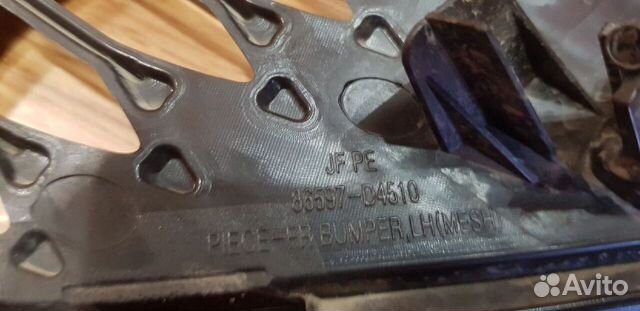 JF PE
86597-D4510
PIECE-FR BUMPER,LH(MESH)
Avito